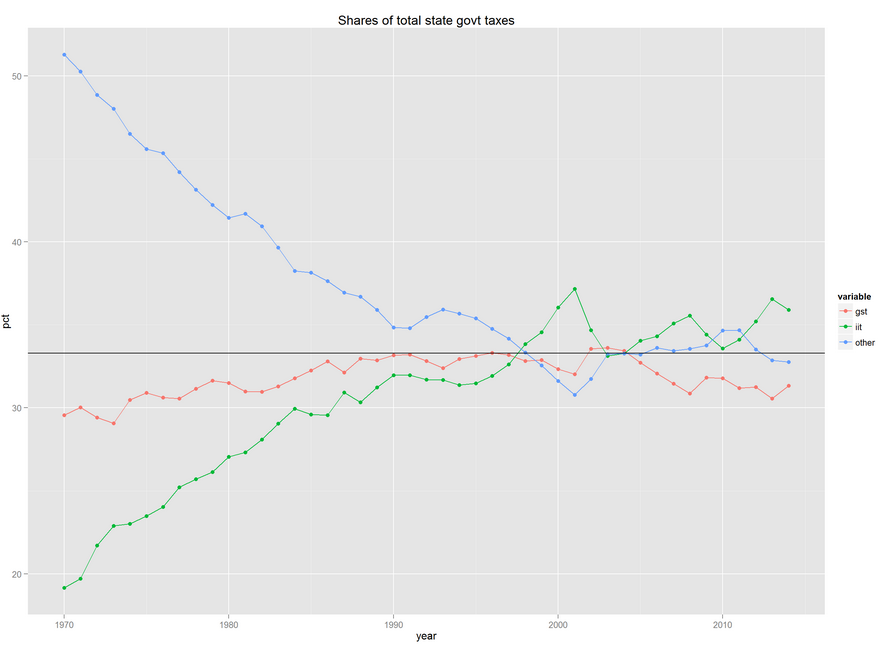 Shares of total state govt taxes
50
40
30
20
pct
1970 1980 1990 2000 2010
year
variable
gst
iit
other